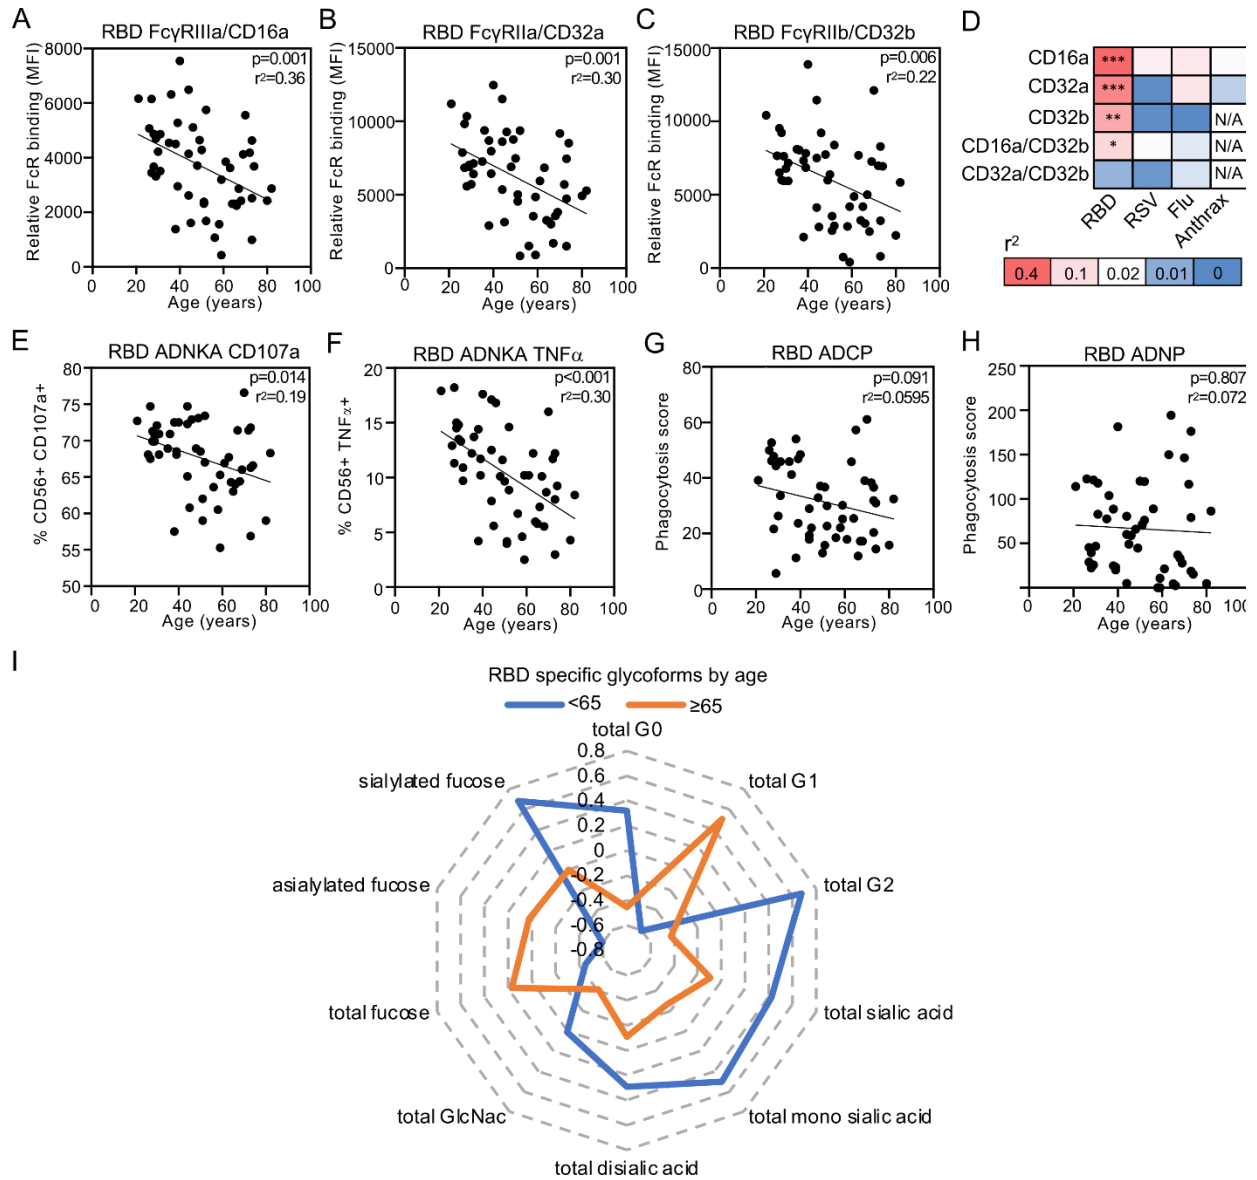 A
RBD FcγRIIIa/CD16a
p=0.001
r²=0.36
Relative FcR binding (MFI)
8000
6000
4000
2000
0
0 20 40 60 80 100
Age (years)
B
RBD FcγRIIa/CD32a
p=0.001
r²=0.30
Relative FcR binding (MFI)
15000
10000
5000
0
0 20 40 60 80 100
Age (years)
C
RBD FcγRIIb/CD32b
p=0.006
r²=0.22
Relative FcR binding (MFI)
15000
10000
5000
0
0 20 40 60 80 100
Age (years)
D
CD16a ***
CD32a ***
CD32b ** N/A
CD16a/CD32b * N/A
CD32a/CD32b N/A
RBD RSV Flu Anthrax
r²
0.4 0.1 0.02 0.01 0
E
RBD ADNKA CD107a
p=0.014
r²=0.19
% CD56+ CD107a+
80
75
70
65
60
55
50
0 20 40 60 80 100
Age (years)
F
RBD ADNKA TNFα
p<0.001
r²=0.30
% CD56+ TNFα+
20
15
10
5
0
0 20 40 60 80 100
Age (years)
G
RBD ADCP
p=0.091
r²=0.0595
Phagocytosis score
80
60
40
20
0
0 20 40 60 80 100
Age (years)
H
RBD ADNP
p=0.807
r²=0.072
Phagocytosis score
250
200
150
100
50
0 20 40 60 80 100
Age (years)
I
RBD specific glycoforms by age
<65 ≥65
total G0
total G1
total G2
total sialic acid
total mono sialic acid
total disialic acid
total GlcNac
total fucose
asialylated fucose
sialylated fucose
0.8
0.6
0.4
0.2
0
-0.2
-0.4
-0.6
-0.8